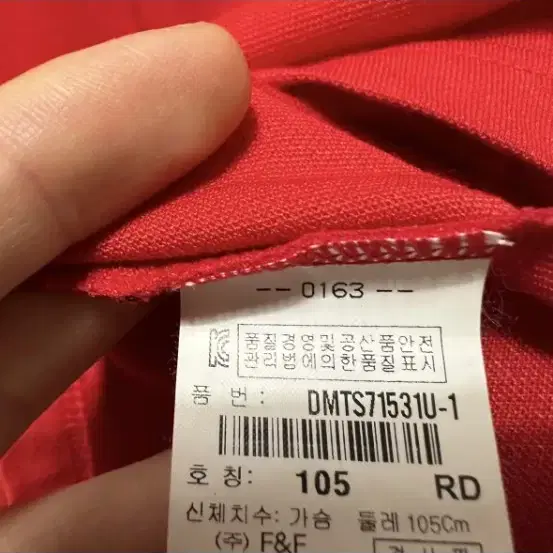 -- 0163 --
품질경영및공산품안전
관리법에의한품질표시
품 번: DMTS71531U-1
호 칭: 105 RD
신체치수: 가슴 둘레 105Cm
(주) F&F